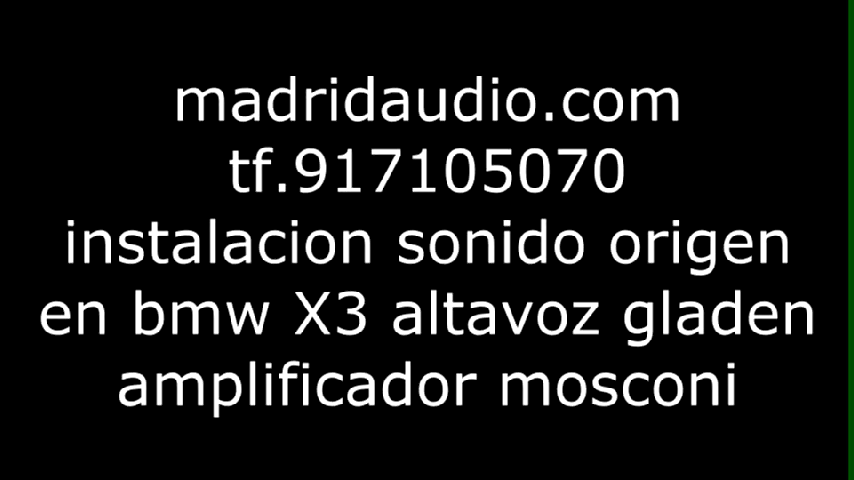 madridaudio.com
tf.917105070
instalacion sonido origen
en bmw X3 altavoz gladen
amplificador mosconi